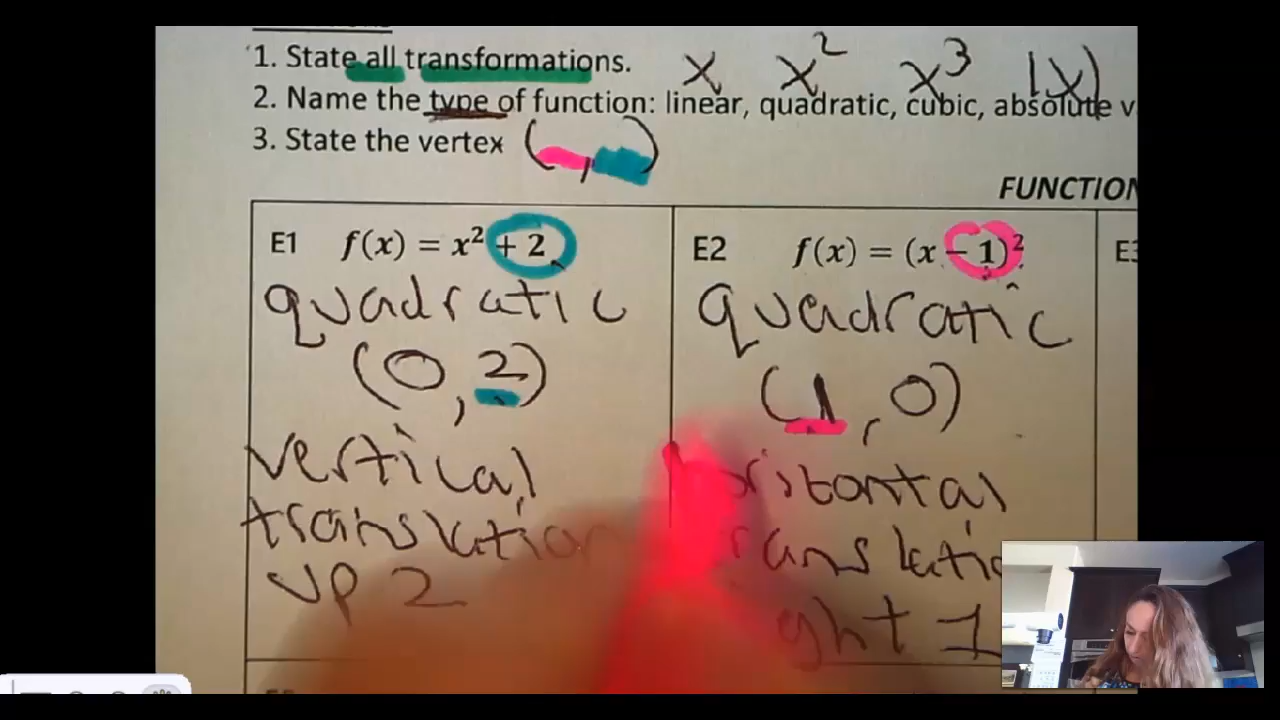 1. State all transformations. x x² x³ |x|
2. Name the type of function: linear, quadratic, cubic, absolute v
3. State the vertex ( , )
FUNCTION
E1 f(x) = x² + 2
quadratic
(0, 2)
vertical
translation
up 2
E2 f(x) = (x − 1)²
quadratic
(1, 0)
translatio
1
E3